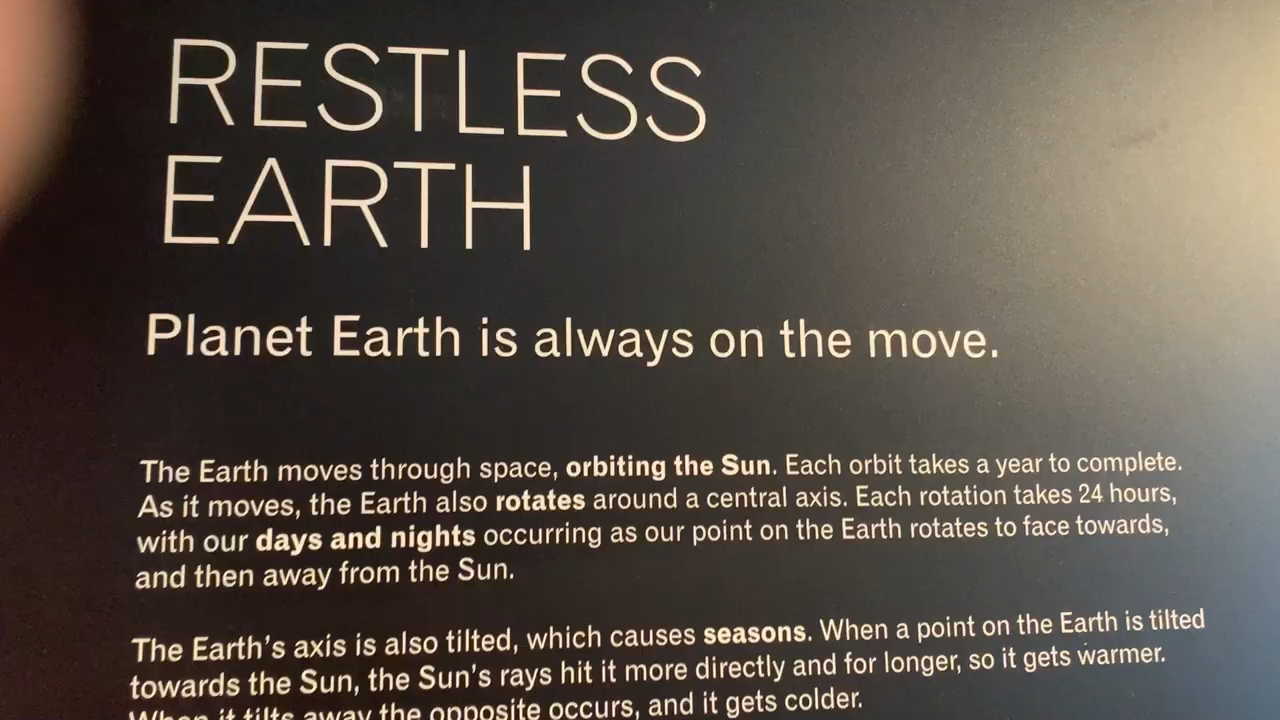 RESTLESS
EARTH
Planet Earth is always on the move.
The Earth moves through space, orbiting the Sun. Each orbit takes a year to complete.
As it moves, the Earth also rotates around a central axis. Each rotation takes 24 hours,
with our days and nights occurring as our point on the Earth rotates to face towards,
and then away from the Sun.
The Earth's axis is also tilted, which causes seasons. When a point on the Earth is tilted
towards the Sun, the Sun's rays hit it more directly and for longer, so it gets warmer.
When it tilts away the opposite occurs, and it gets colder.